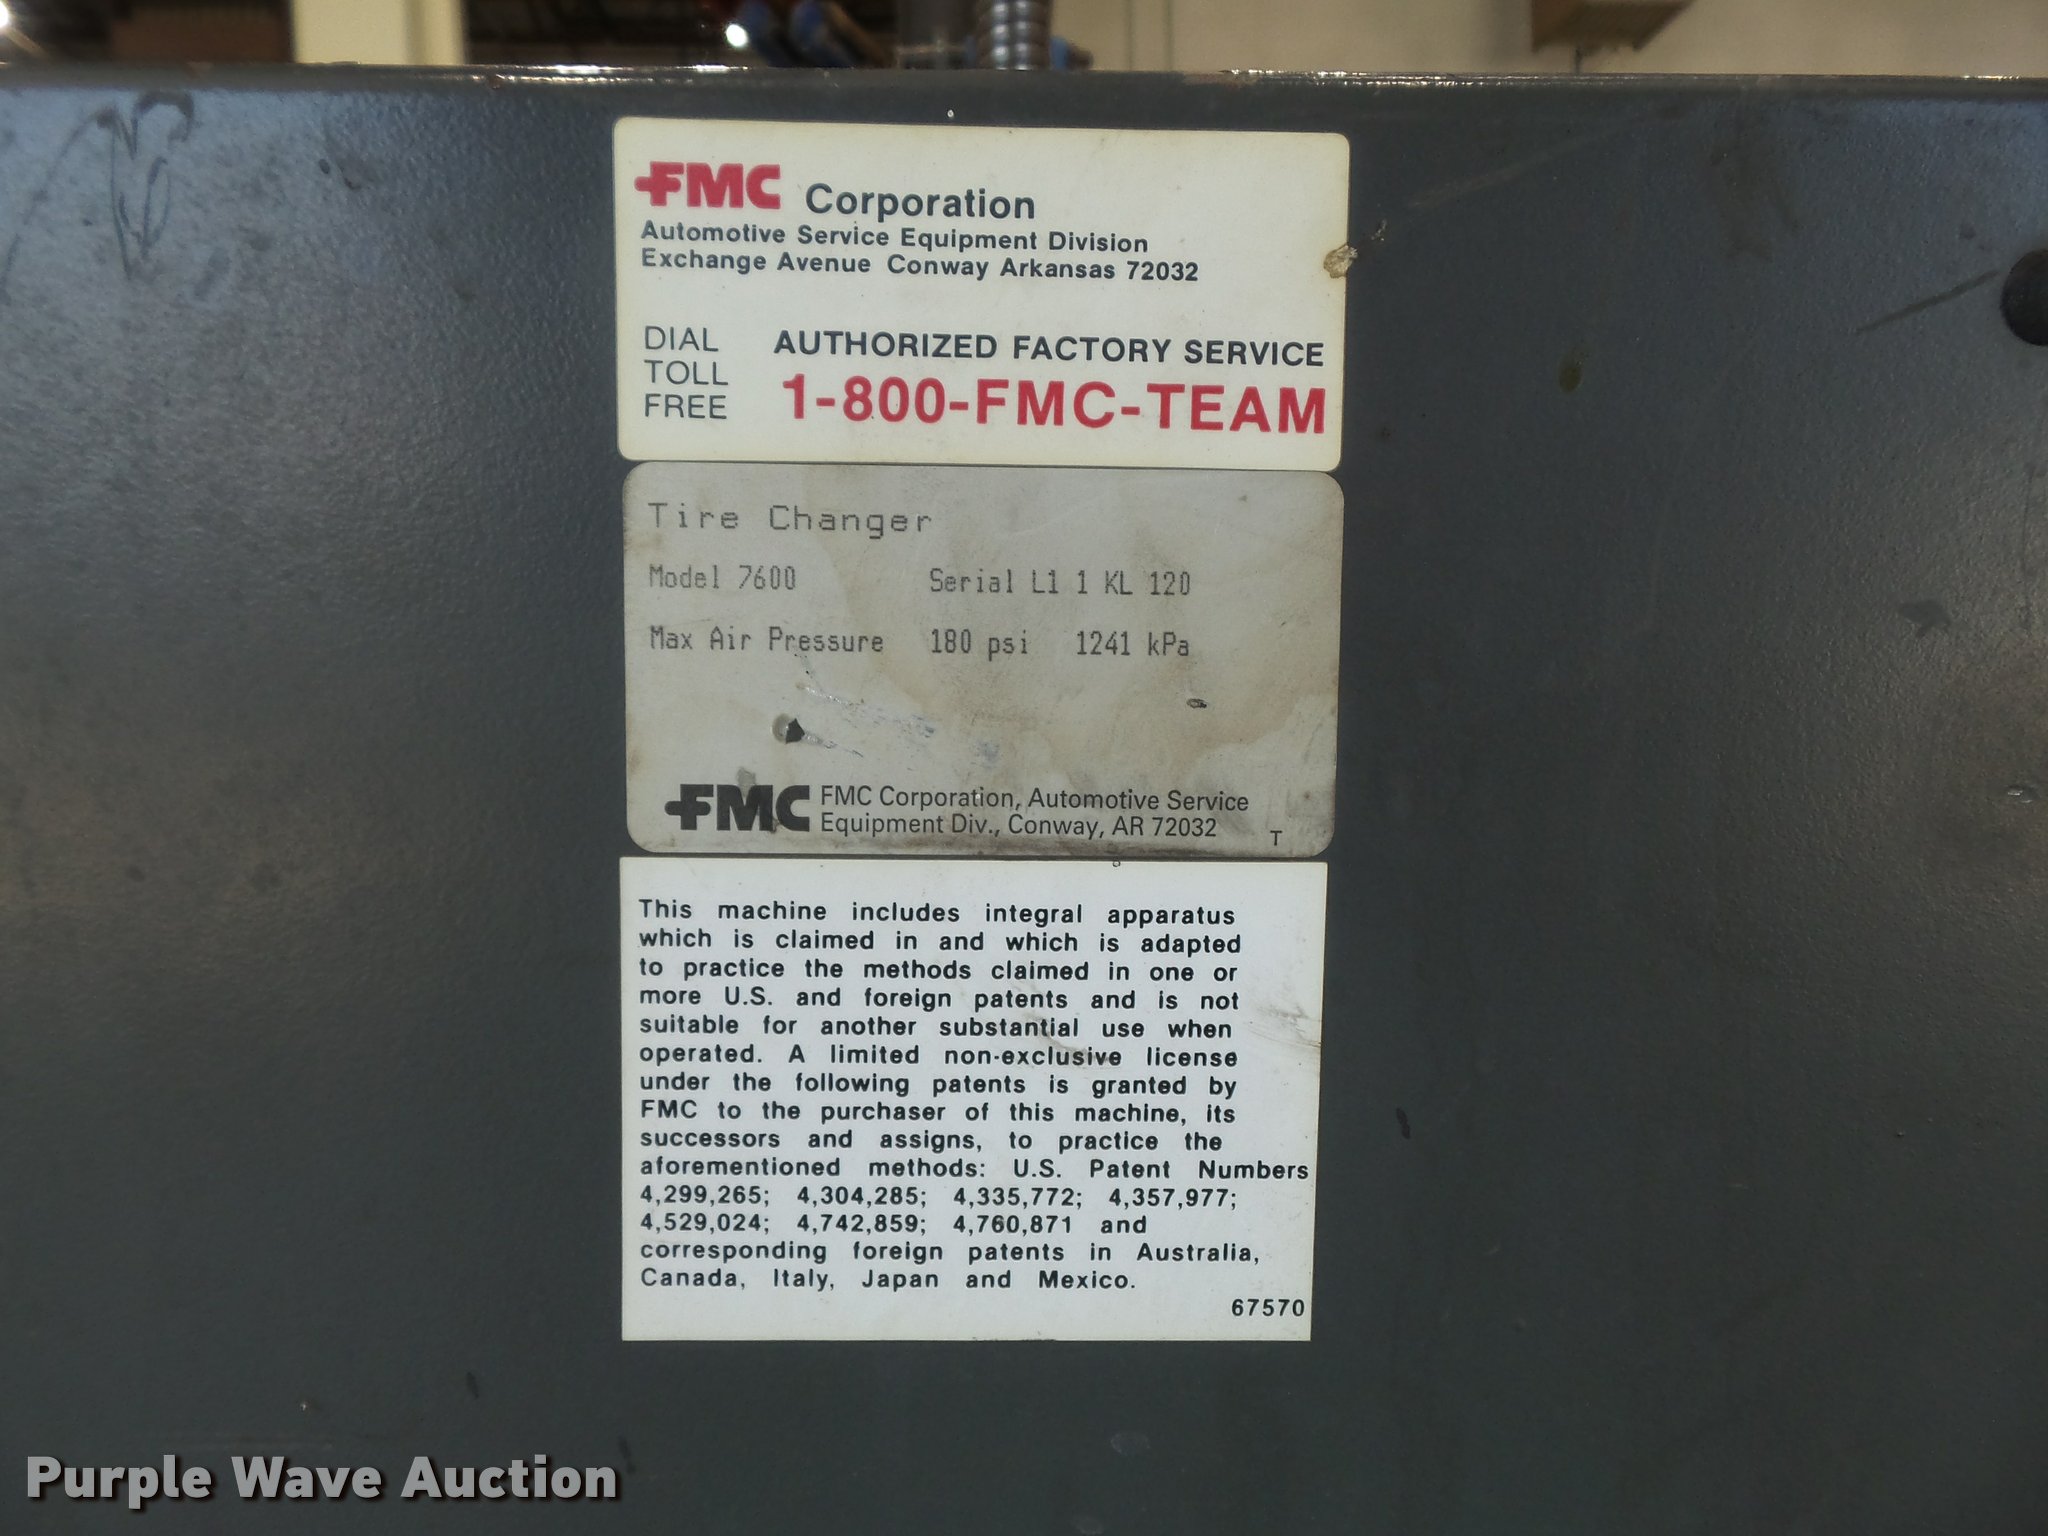 FMC Corporation
Automotive Service Equipment Division
Exchange Avenue Conway Arkansas 72032
DIAL
TOLL
FREE
AUTHORIZED FACTORY SERVICE
1-800-FMC-TEAM
Tire Changer
Model 7600 Serial L1 1 KL 120
Max Air Pressure 180 psi 1241 kPa
FMC FMC Corporation, Automotive Service
Equipment Div., Conway, AR 72032 T
This machine includes integral apparatus
which is claimed in and which is adapted
to practice the methods claimed in one or
more U.S. and foreign patents and is not
suitable for another substantial use when
operated. A limited non-exclusive license
under the following patents is granted by
FMC to the purchaser of this machine, its
successors and assigns, to practice the
aforementioned methods: U.S. Patent Numbers
4,299,265; 4,304,285; 4,335,772; 4,357,977;
4,529,024; 4,742,859; 4,760,871 and
corresponding foreign patents in Australia,
Canada, Italy, Japan and Mexico.
67570
Purple Wave Auction